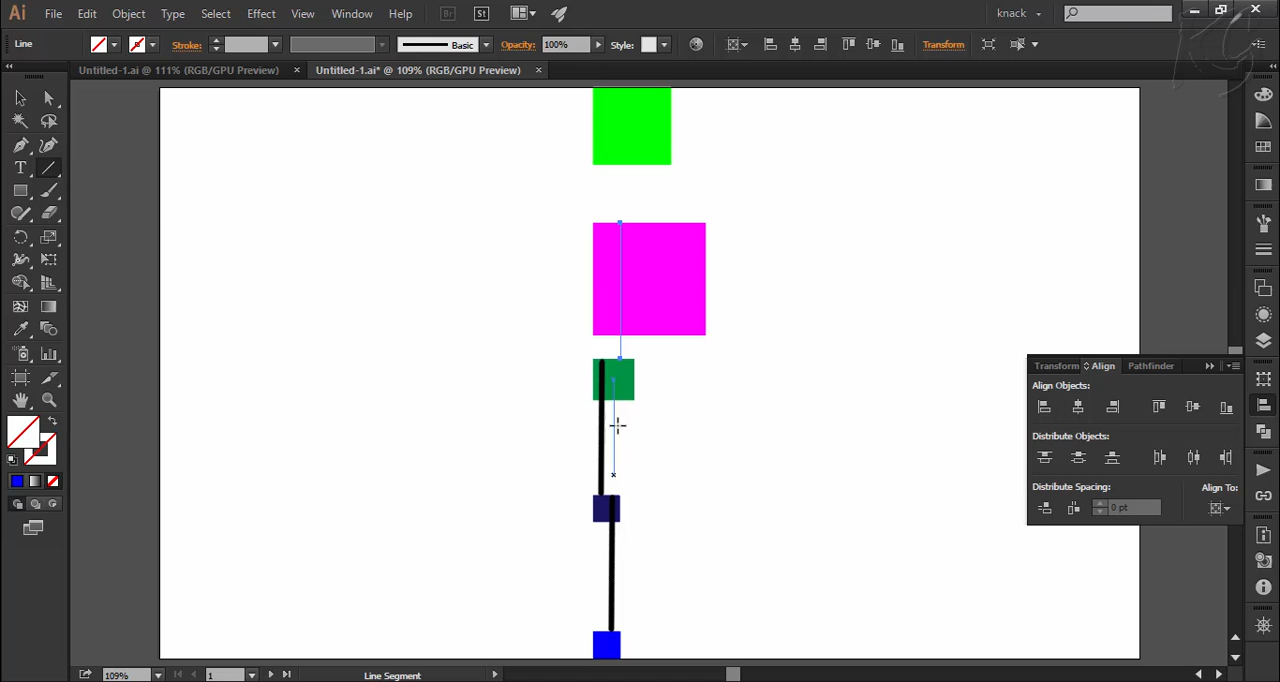 Ai File Edit Object Type Select Effect View Window Help Br St knack
Line Stroke: Basic Opacity: 100% Style: Transform
Untitled-1.ai @ 111% (RGB/GPU Preview) × Untitled-1.ai* @ 109% (RGB/GPU Preview) ×
Transform Align Pathfinder
Align Objects:
Distribute Objects:
Distribute Spacing: Align To:
0 pt
109% 1 Line Segment